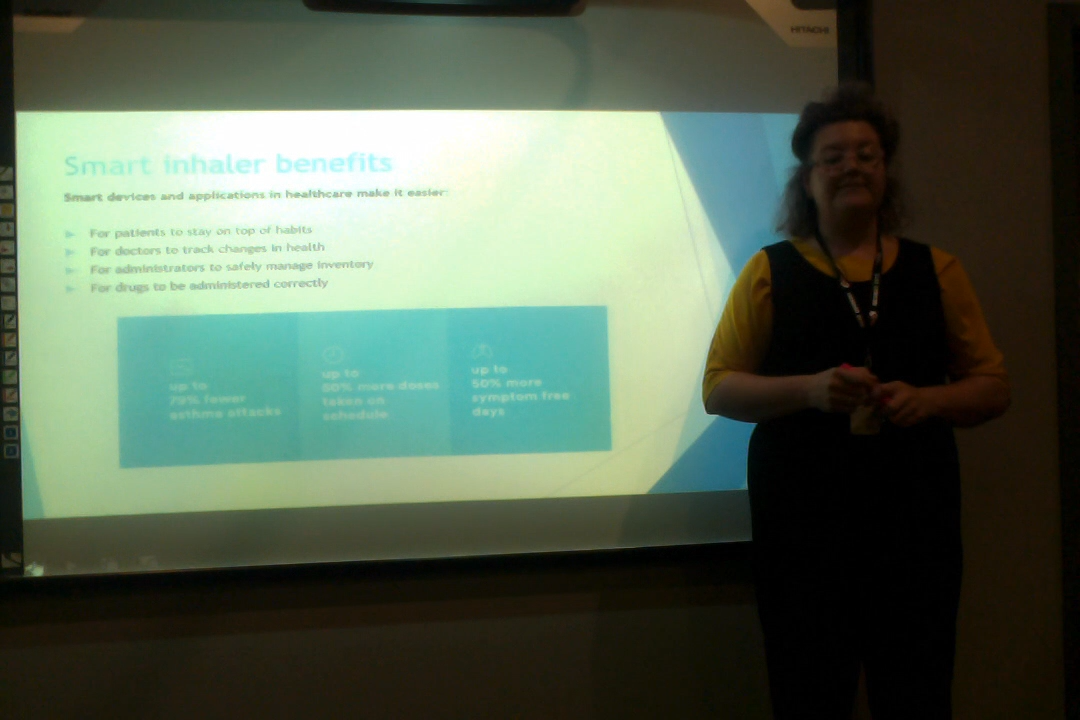 HITACHI
Smart inhaler benefits
Smart devices and applications in healthcare make it easier:
For patients to stay on top of habits
For doctors to track changes in health
For administrators to safely manage inventory
For drugs to be administered correctly
up to
79% fewer
asthma attacks
up to
60% more doses
taken on
schedule.
up to
50% more
symptom free
days